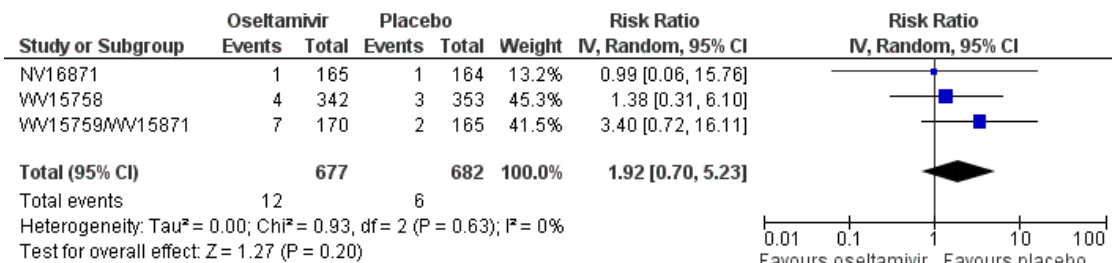 Oseltamivir Placebo Risk Ratio Risk Ratio
Study or Subgroup Events Total Events Total Weight IV, Random, 95% CI IV, Random, 95% CI
NV16871 1 165 1 164 13.2% 0.99 [0.06, 15.76]
WV15758 4 342 3 353 45.3% 1.38 [0.31, 6.10]
WV15759/WV15871 7 170 2 165 41.5% 3.40 [0.72, 16.11]
Total (95% CI) 677 682 100.0% 1.92 [0.70, 5.23]
Total events 12 6
Heterogeneity: Tau² = 0.00; Chi² = 0.93, df = 2 (P = 0.63); I² = 0%
Test for overall effect: Z = 1.27 (P = 0.20)
0.01 0.1 1 10 100
Favours oseltamivir Favours placebo